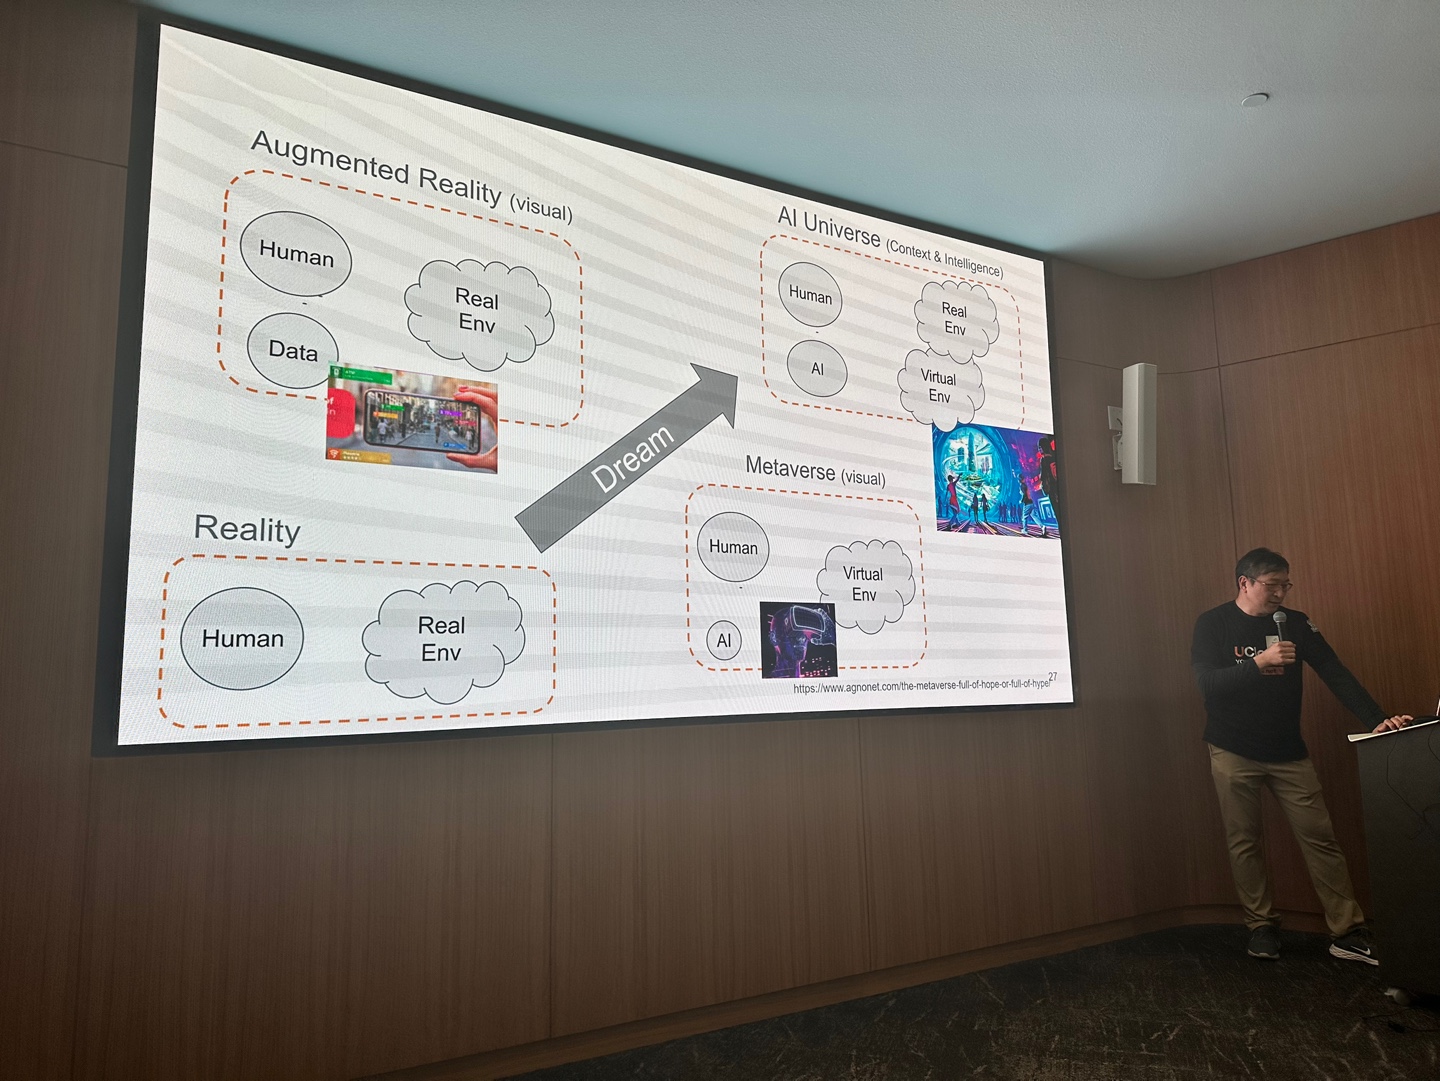 Augmented Reality (visual)
Human
Real
Env
Data
AI Universe (Context & Intelligence)
Human
Real
Env
AI
Virtual
Env
Dream
Metaverse (visual)
Human
Virtual
Env
AI
Reality
Human
Real
Env
https://www.agnonet.com/the-metaverse-full-of-hope-or-full-of-hype/
27